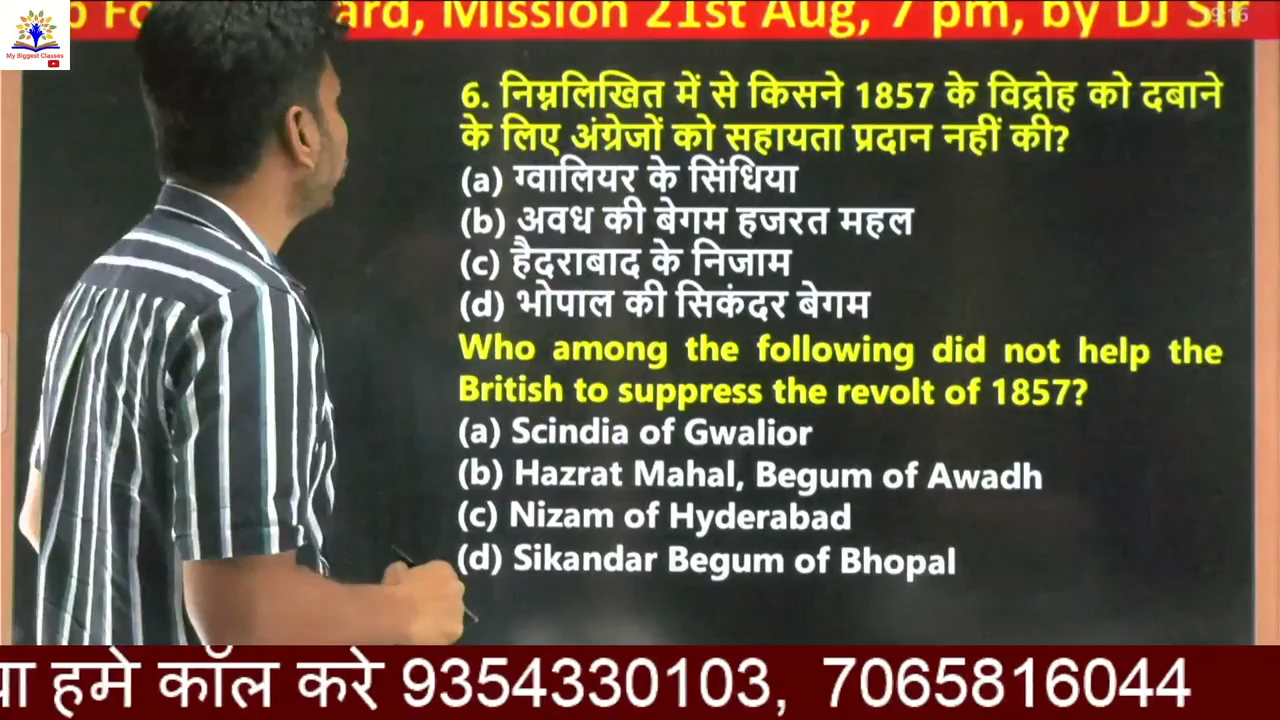 ard, Mission 21st Aug, 7 pm, by DJ
9:16
My Biggest Classes
6. निम्नलिखित में से किसने 1857 के विद्रोह को दबाने
के लिए अंग्रेजों को सहायता प्रदान नहीं की?
(a) ग्वालियर के सिंधिया
(b) अवध की बेगम हजरत महल
(c) हैदराबाद के निजाम
(d) भोपाल की सिकंदर बेगम
Who among the following did not help the
British to suppress the revolt of 1857?
(a) Scindia of Gwalior
(b) Hazrat Mahal, Begum of Awadh
(c) Nizam of Hyderabad
(d) Sikandar Begum of Bhopal
या हमे कॉल करे 9354330103, 7065816044